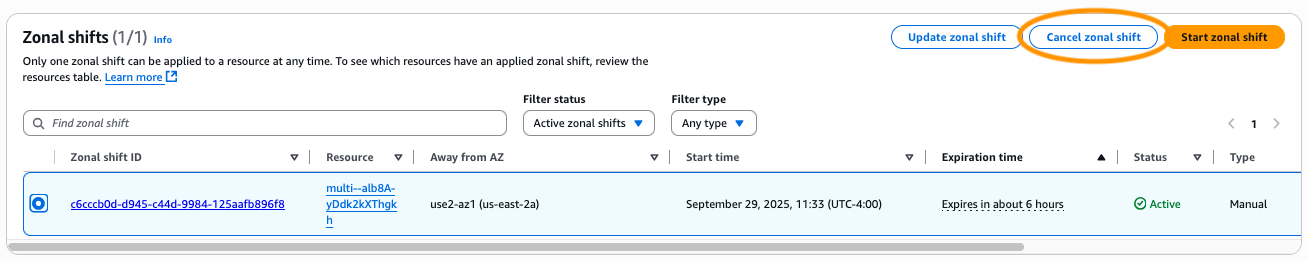 Zonal shifts (1/1) Info
Update zonal shift
Cancel zonal shift
Start zonal shift
Only one zonal shift can be applied to a resource at any time. To see which resources have an applied zonal shift, review the
resources table. Learn more
Filter status
Filter type
Find zonal shift
Active zonal shifts
Any type
1
Zonal shift ID
Resource
Away from AZ
Start time
Expiration time
Status
Type
c6cccb0d-d945-c44d-9984-125aafb896f8
multi--alb8A-
yDdk2kXThgk
h
use2-az1 (us-east-2a)
September 29, 2025, 11:33 (UTC-4:00)
Expires in about 6 hours
Active
Manual